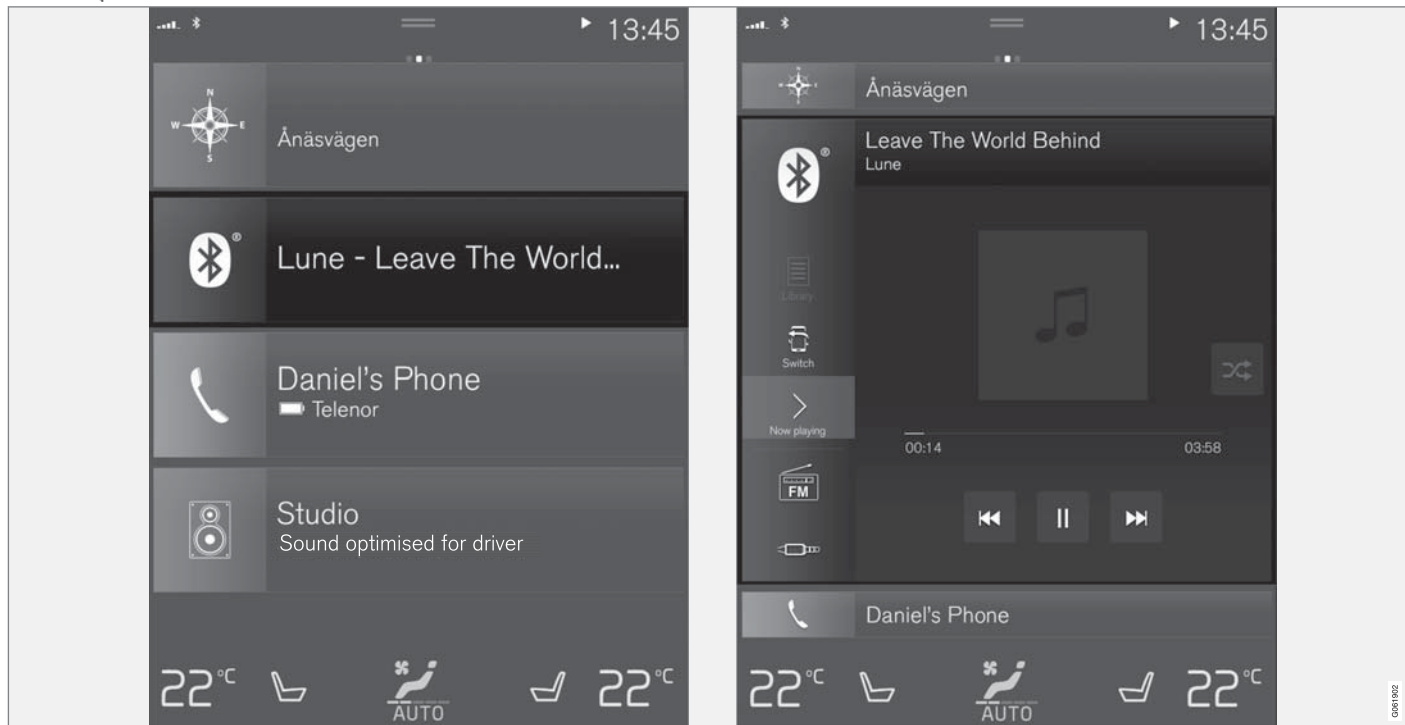 13:45
N
W E
S
Ånäsvägen
®
Lune - Leave The World...
Daniel's Phone
Telenor
Studio
Sound optimised for driver
22°C
AUTO
22°C
13:45
Ånäsvägen
®
Leave The World Behind
Lune
Library
Switch
Now playing
00:14
03:58
FM
Daniel's Phone
22°C
AUTO
22°C
G061902